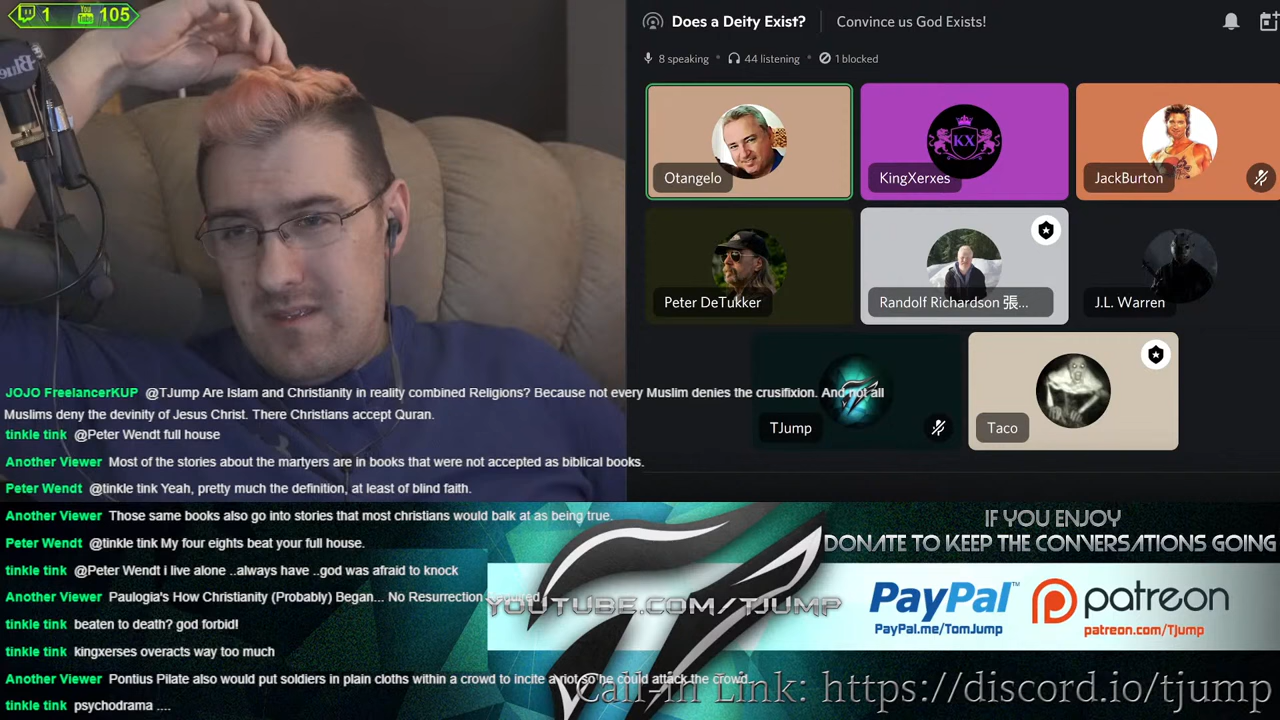 1 You Tube 105
Blue
Does a Deity Exist? Convince us God Exists!
8 speaking • 44 listening • 1 blocked
Otangelo
KX
KingXerxes
JackBurton
Peter DeTukker
Randolf Richardson 張...
J.L. Warren
TJump
Taco
JOJO FreelancerKUP @TJump Are Islam and Christianity in reality combined Religions? Because not every Muslim denies the crusifixion. And not all
Muslims deny the devinity of Jesus Christ. There Christians accept Quran.
tinkle tink @Peter Wendt full house
Another Viewer Most of the stories about the martyers are in books that were not accepted as biblical books.
Peter Wendt @tinkle tink Yeah, pretty much the definition, at least of blind faith.
Another Viewer Those same books also go into stories that most christians would balk at as being true.
Peter Wendt @tinkle tink My four eights beat your full house.
tinkle tink @Peter Wendt i live alone ..always have ..god was afraid to knock
Another Viewer Paulogia's How Christianity (Probably) Began... No Resurrection Required
tinkle tink beaten to death? god forbid!
tinkle tink kingxerses overacts way too much
Another Viewer Pontius Pilate also would put soldiers in plain cloths within a crowd to incite a riot so he could attack the crowd.
tinkle tink psychodrama ....
IF YOU ENJOY
DONATE TO KEEP THE CONVERSATIONS GOING
YOUTUBE.COM/TJUMP
PayPal™
PayPal.me/TomJump
patreon
patreon.com/Tjump
Call-in Link: https://discord.io/tjump